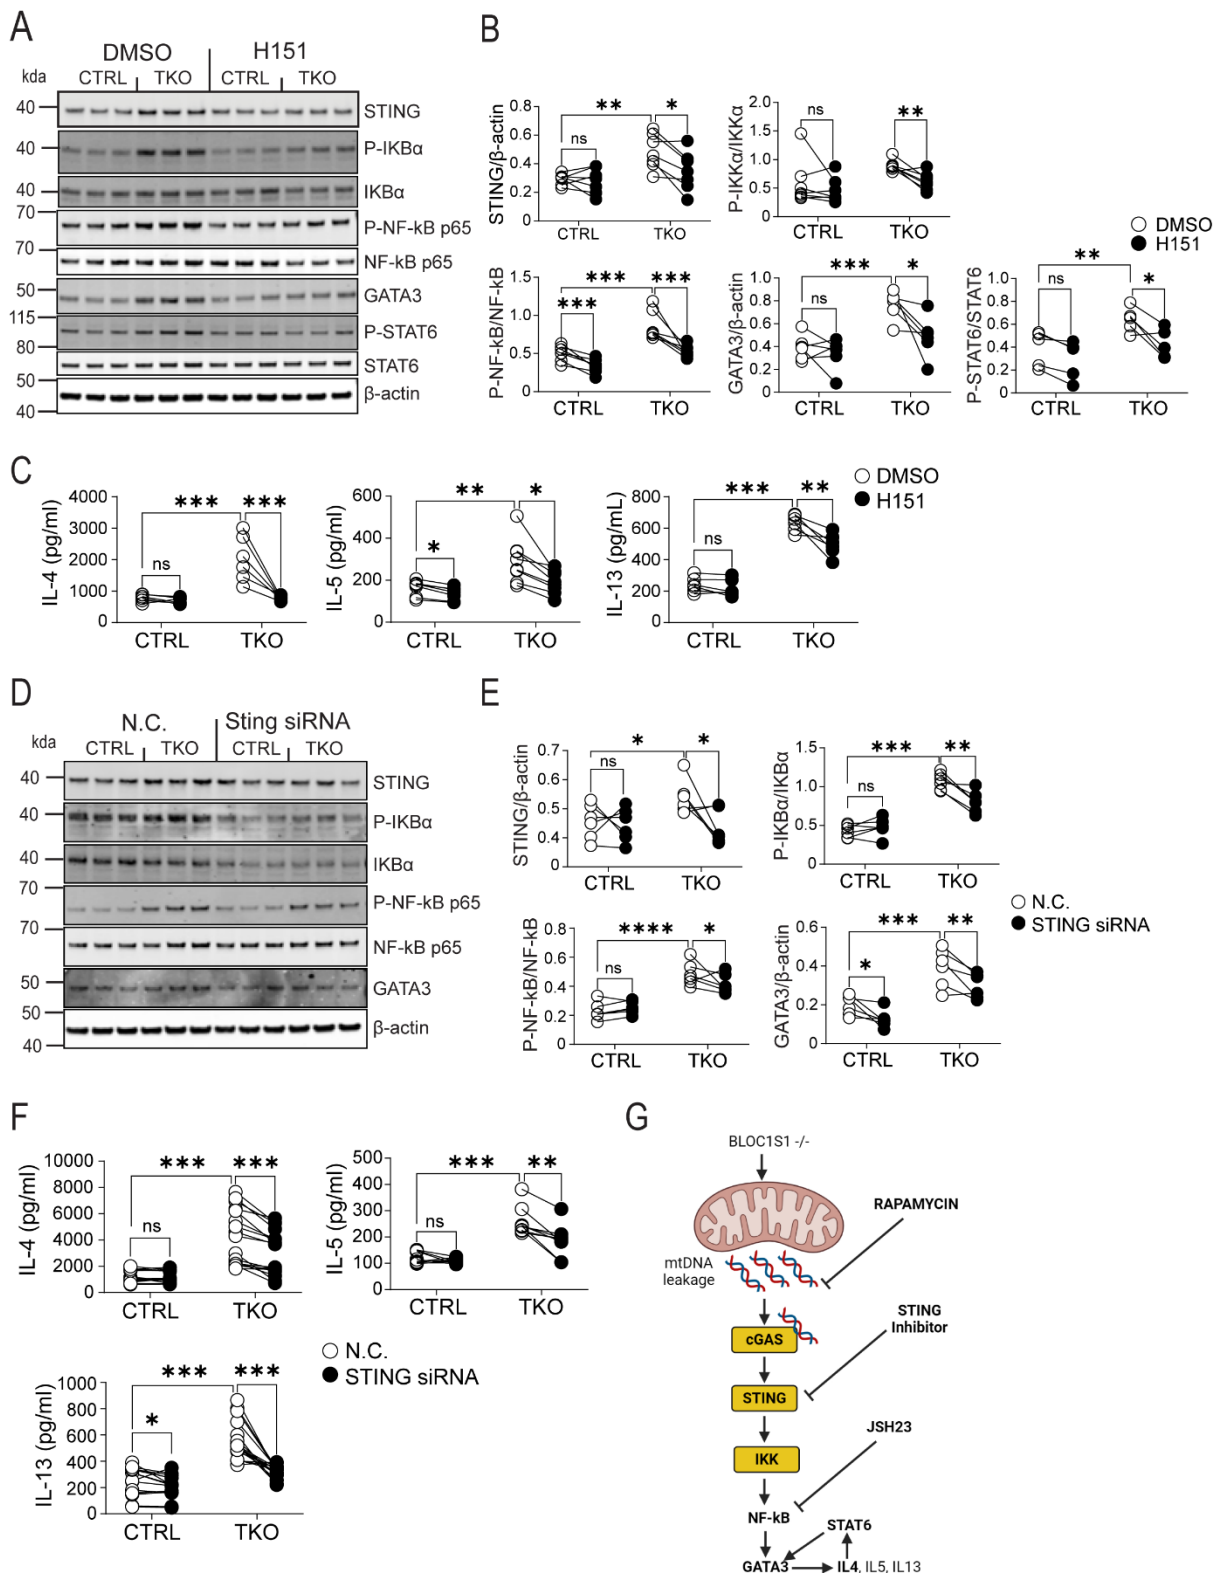 A
DMSO
H151
kda
CTRL
TKO
CTRL
TKO
40
STING
40
P-IKBα
40
IKBα
70
P-NF-kB p65
70
NF-kB p65
50
GATA3
115
P-STAT6
80
STAT6
50
β-actin
40
B
STING/β-actin
0.8
0.6
0.4
0.2
0
**
*
ns
CTRL
TKO
P-IKKα/IKKα
2.0
1.5
1.0
0.5
0
ns
**
CTRL
TKO
DMSO
H151
P-NF-kB/NF-kB
1.5
1.0
0.5
0
***
***
***
CTRL
TKO
GATA3/β-actin
1.0
0.8
0.6
0.4
0.2
0
***
*
ns
CTRL
TKO
P-STAT6/STAT6
1.0
0.8
0.6
0.4
0.2
0
**
*
ns
CTRL
TKO
C
IL-4 (pg/ml)
4000
3000
2000
1000
0
***
***
ns
CTRL
TKO
IL-5 (pg/ml)
600
400
200
0
**
*
*
CTRL
TKO
IL-13 (pg/mL)
800
600
400
200
0
***
**
ns
CTRL
TKO
DMSO
H151
D
N.C.
Sting siRNA
kda
CTRL
TKO
CTRL
TKO
40
STING
40
P-IKBα
40
IKBα
70
P-NF-kB p65
70
NF-kB p65
50
GATA3
50
β-actin
40
E
STING/β-actin
0.7
0.6
0.5
0.4
0.3
*
*
ns
CTRL
TKO
P-IKBα/IKBα
1.5
1.0
0.5
0
***
**
ns
CTRL
TKO
N.C.
STING siRNA
P-NF-kB/NF-kB
0.8
0.6
0.4
0.2
0
****
*
ns
CTRL
TKO
GATA3/β-actin
0.6
0.4
0.2
0
***
**
*
CTRL
TKO
F
IL-4 (pg/ml)
10000
8000
6000
4000
2000
0
***
***
ns
CTRL
TKO
IL-5 (pg/ml)
500
400
300
200
100
0
***
**
ns
CTRL
TKO
N.C.
STING siRNA
IL-13 (pg/ml)
1000
800
600
400
200
0
***
***
*
CTRL
TKO
G
BLOC1S1 -/-
RAPAMYCIN
mtDNA
leakage
cGAS
STING
Inhibitor
STING
JSH23
IKK
NF-kB
STAT6
GATA3
IL4, IL5, IL13